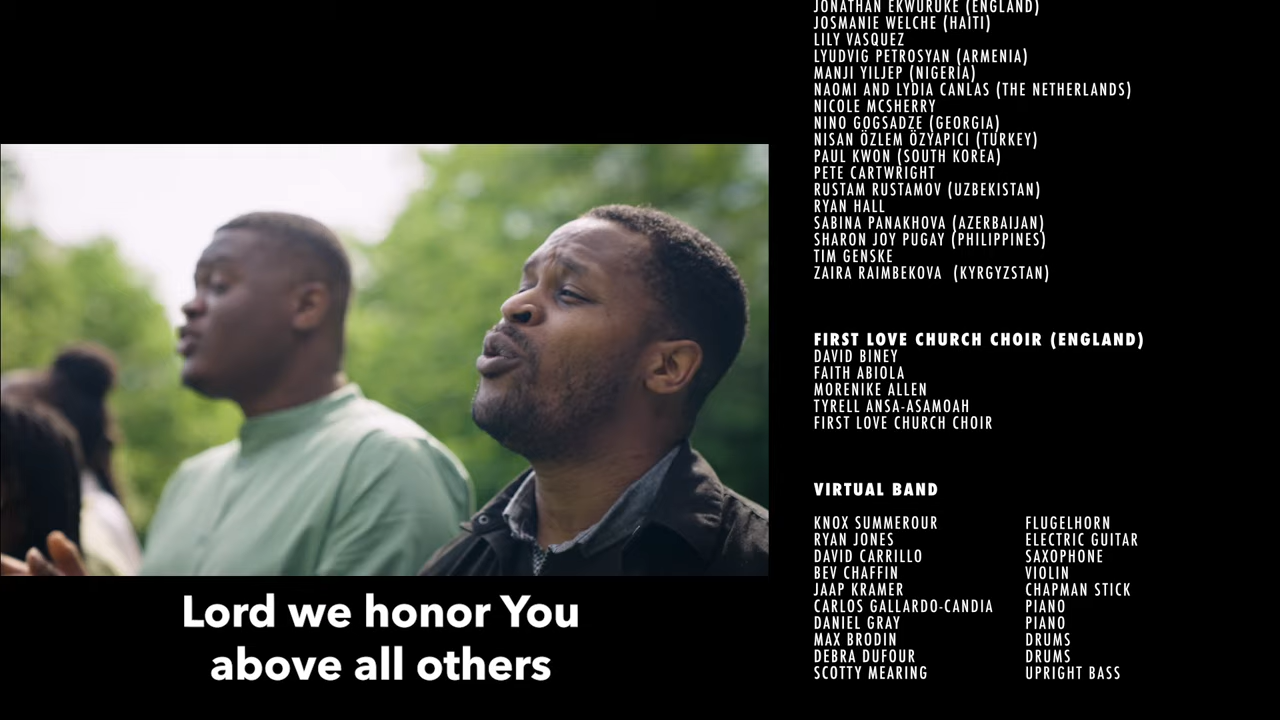 JONATHAN EKWURUKE (ENGLAND)
JOSMANIE WELCHE (HAITI)
LILY VASQUEZ
LYUDVIG PETROSYAN (ARMENIA)
MANJI YILJEP (NIGERIA)
NAOMI AND LYDIA CANLAS (THE NETHERLANDS)
NICOLE MCSHERRY
NINO GOGSADZE (GEORGIA)
NISAN ÖZLEM ÖZYAPICI (TURKEY)
PAUL KWON (SOUTH KOREA)
PETE CARTWRIGHT
RUSTAM RUSTAMOV (UZBEKISTAN)
RYAN HALL
SABINA PANAKHOVA (AZERBAIJAN)
SHARON JOY PUGAY (PHILIPPINES)
TIM GENSKE
ZAIRA RAIMBEKOVA (KYRGYZSTAN)
FIRST LOVE CHURCH CHOIR (ENGLAND)
DAVID BINEY
FAITH ABIOLA
MORENIKE ALLEN
TYRELL ANSA-ASAMOAH
FIRST LOVE CHURCH CHOIR
VIRTUAL BAND
KNOX SUMMEROUR FLUGELHORN
RYAN JONES ELECTRIC GUITAR
DAVID CARRILLO SAXOPHONE
BEV CHAFFIN VIOLIN
JAAP KRAMER CHAPMAN STICK
CARLOS GALLARDO-CANDIA PIANO
DANIEL GRAY PIANO
MAX BRODIN DRUMS
DEBRA DUFOUR DRUMS
SCOTTY MEARING UPRIGHT BASS
Lord we honor You
above all others